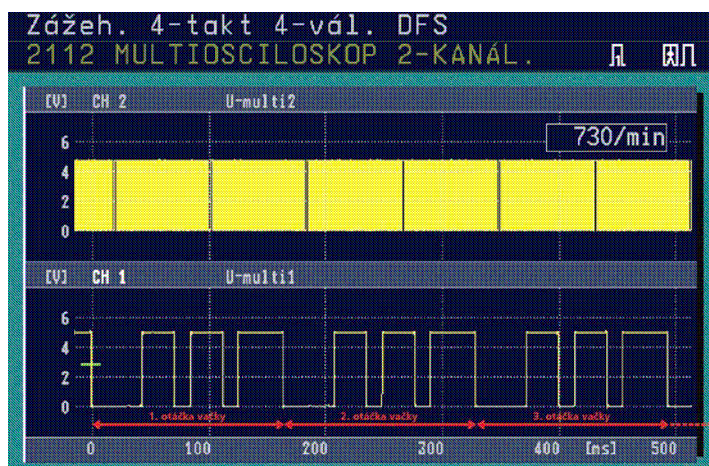 Zážeh. 4-takt 4-vál. DFS
2112 MULTIOSCILOSKOP 2-KANÁL.
[V] CH 2 U-multi2
730/min
6
4
2
0
[V] CH 1 U-multi1
6
4
2
0
1. otáčka vačky 2. otáčka vačky 3. otáčka vačky
0 100 200 300 400 [ms] 500